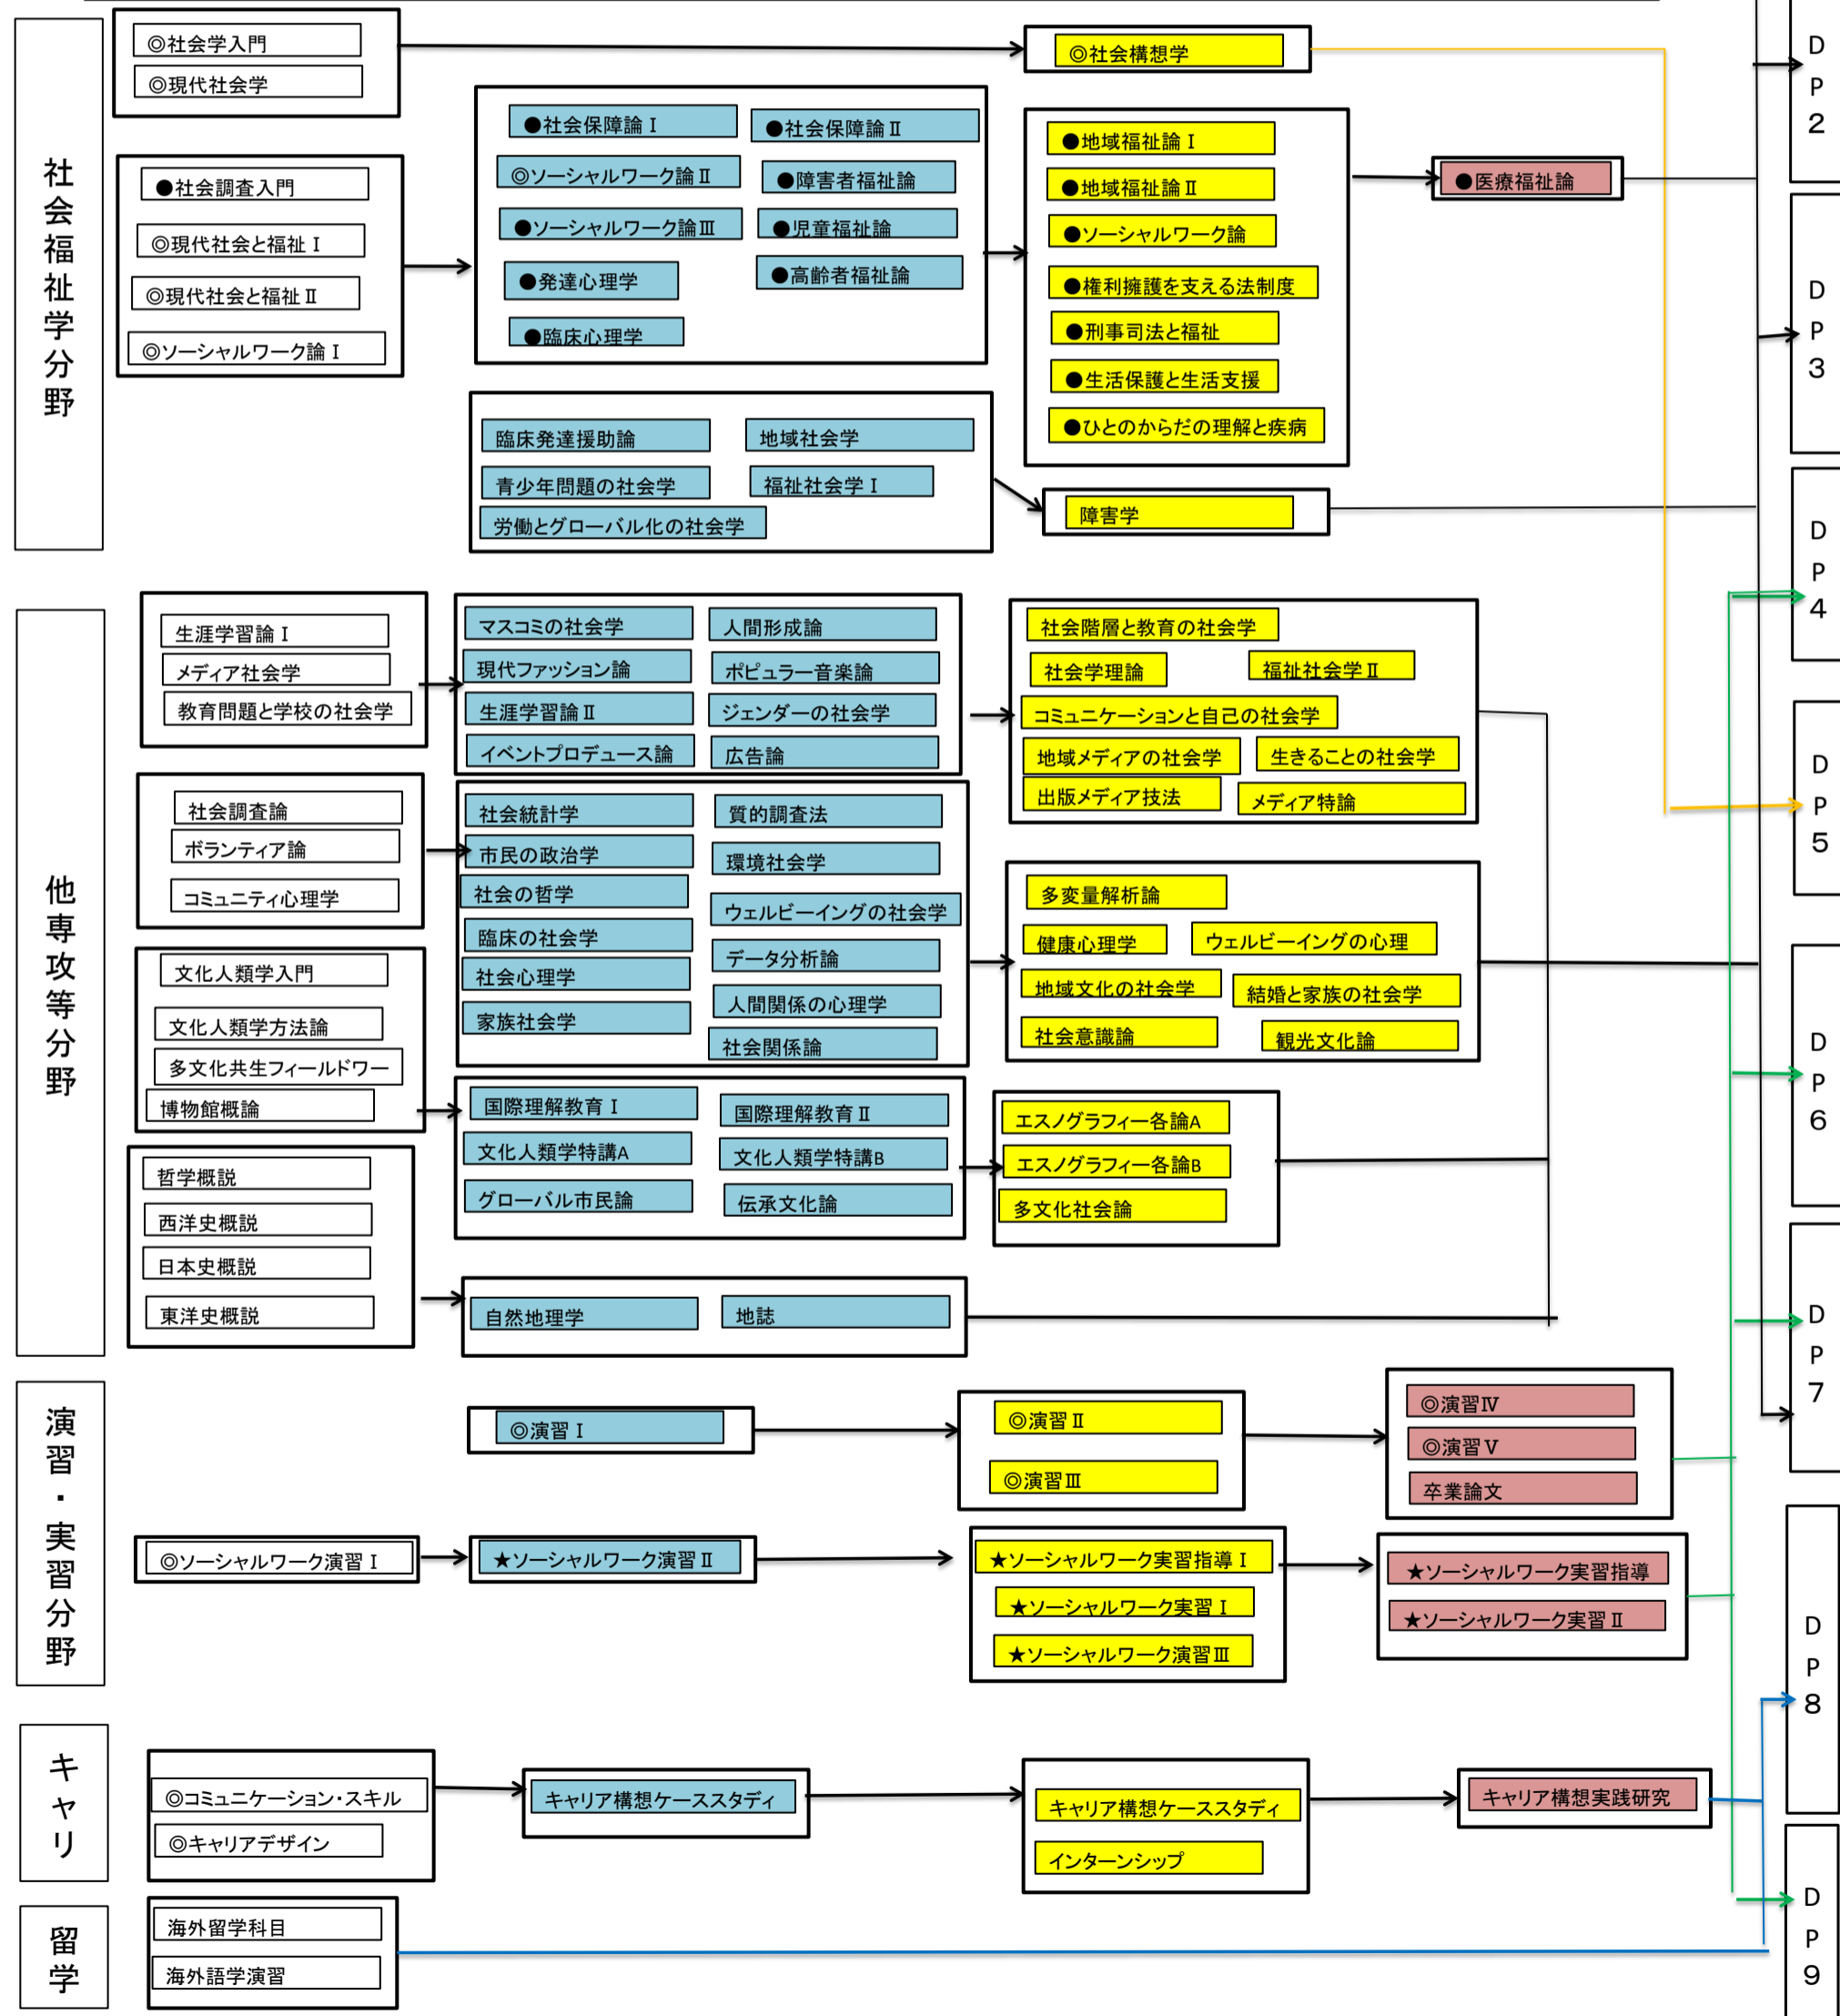 社会福祉学分野
◎社会学入門
◎現代社会学
●社会調査入門
◎現代社会と福祉Ⅰ
◎現代社会と福祉Ⅱ
◎ソーシャルワーク論Ⅰ
●社会保障論Ⅰ
●社会保障論Ⅱ
◎ソーシャルワーク論Ⅱ
●障害者福祉論
●ソーシャルワーク論Ⅲ
●児童福祉論
●発達心理学
●高齢者福祉論
●臨床心理学
臨床発達援助論
地域社会学
青少年問題の社会学
福祉社会学Ⅰ
労働とグローバル化の社会学
◎社会構想学
●地域福祉論Ⅰ
●地域福祉論Ⅱ
●ソーシャルワーク論
●権利擁護を支える法制度
●刑事司法と福祉
●生活保護と生活支援
●ひとのからだの理解と疾病
障害学
●医療福祉論
他専攻等分野
生涯学習論Ⅰ
メディア社会学
教育問題と学校の社会学
社会調査論
ボランティア論
コミュニティ心理学
文化人類学入門
文化人類学方法論
多文化共生フィールドワー
博物館概論
哲学概説
西洋史概説
日本史概説
東洋史概説
マスコミの社会学
人間形成論
現代ファッション論
ポピュラー音楽論
生涯学習論Ⅱ
ジェンダーの社会学
イベントプロデュース論
広告論
社会統計学
質的調査法
市民の政治学
環境社会学
社会の哲学
ウェルビーイングの社会学
臨床の社会学
データ分析論
社会心理学
人間関係の心理学
家族社会学
社会関係論
国際理解教育Ⅰ
国際理解教育Ⅱ
文化人類学特講A
文化人類学特講B
グローバル市民論
伝承文化論
自然地理学
地誌
社会階層と教育の社会学
社会学理論
福祉社会学Ⅱ
コミュニケーションと自己の社会学
地域メディアの社会学
生きることの社会学
出版メディア技法
メディア特論
多変量解析論
健康心理学
ウェルビーイングの心理
地域文化の社会学
結婚と家族の社会学
社会意識論
観光文化論
エスノグラフィー各論A
エスノグラフィー各論B
多文化社会論
演習・実習分野
◎演習Ⅰ
◎演習Ⅱ
◎演習Ⅲ
◎演習Ⅳ
◎演習Ⅴ
卒業論文
◎ソーシャルワーク演習Ⅰ
★ソーシャルワーク演習Ⅱ
★ソーシャルワーク実習指導Ⅰ
★ソーシャルワーク実習Ⅰ
★ソーシャルワーク演習Ⅲ
★ソーシャルワーク実習指導
★ソーシャルワーク実習Ⅱ
キャリ
◎コミュニケーション・スキル
◎キャリアデザイン
キャリア構想ケーススタディ
キャリア構想ケーススタディ
インターンシップ
キャリア構想実践研究
留学
海外留学科目
海外語学演習
DP2
DP3
DP4
DP5
DP6
DP7
DP8
DP9